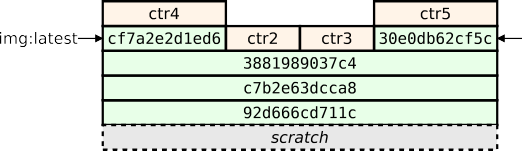 ctr4 ctr5
img:latest cf7a2e2d1ed6 ctr2 ctr3 30e0db62cf5c
3881989037c4
c7b2e63dcca8
92d666cd711c
scratch